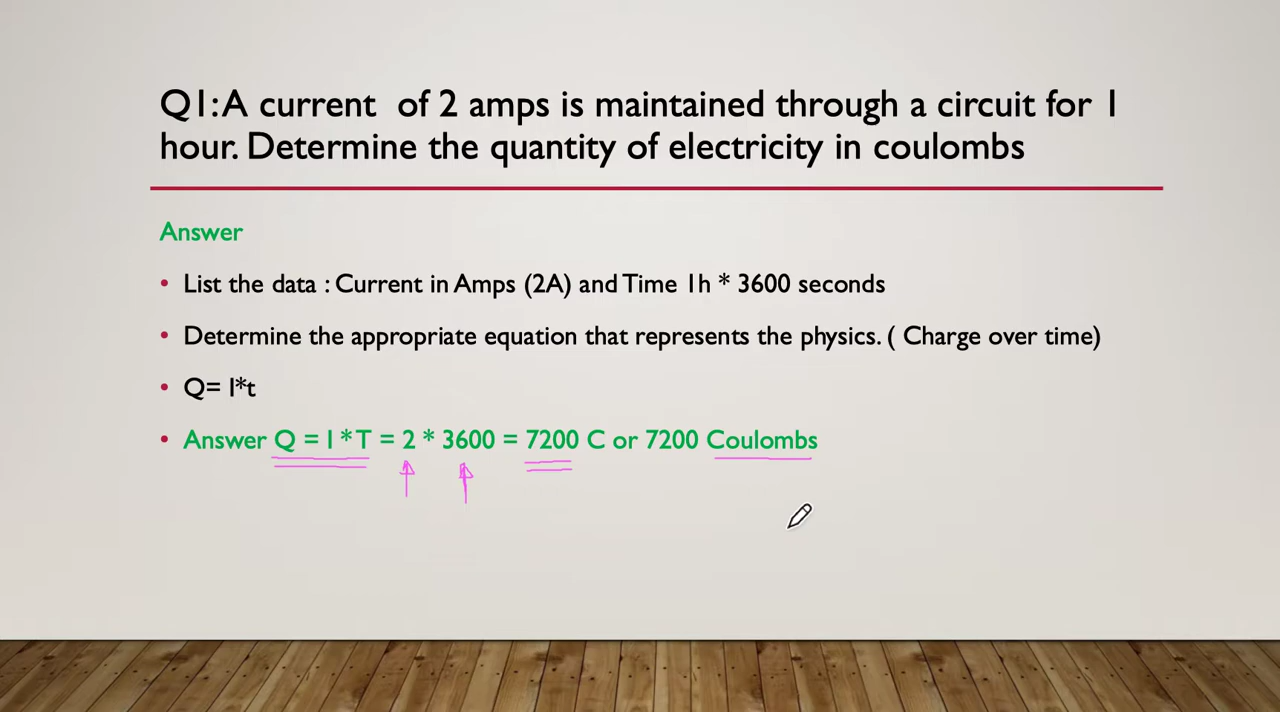 Q1: A current of 2 amps is maintained through a circuit for 1
hour. Determine the quantity of electricity in coulombs
Answer
• List the data : Current in Amps (2A) and Time 1h * 3600 seconds
• Determine the appropriate equation that represents the physics. ( Charge over time)
• Q= I*t
• Answer Q = I * T = 2 * 3600 = 7200 C or 7200 Coulombs